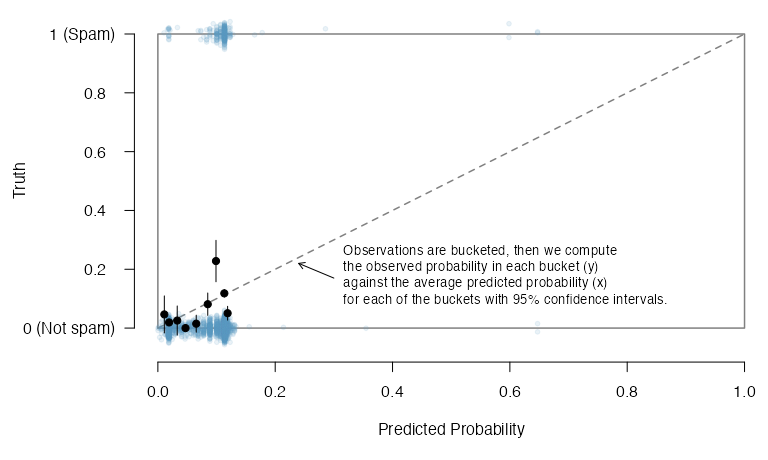 1 (Spam)
0.8
0.6
0.4
0.2
0 (Not spam)
Truth
Observations are bucketed, then we compute
the observed probability in each bucket (y)
against the average predicted probability (x)
for each of the buckets with 95% confidence intervals.
0.0 0.2 0.4 0.6 0.8 1.0
Predicted Probability